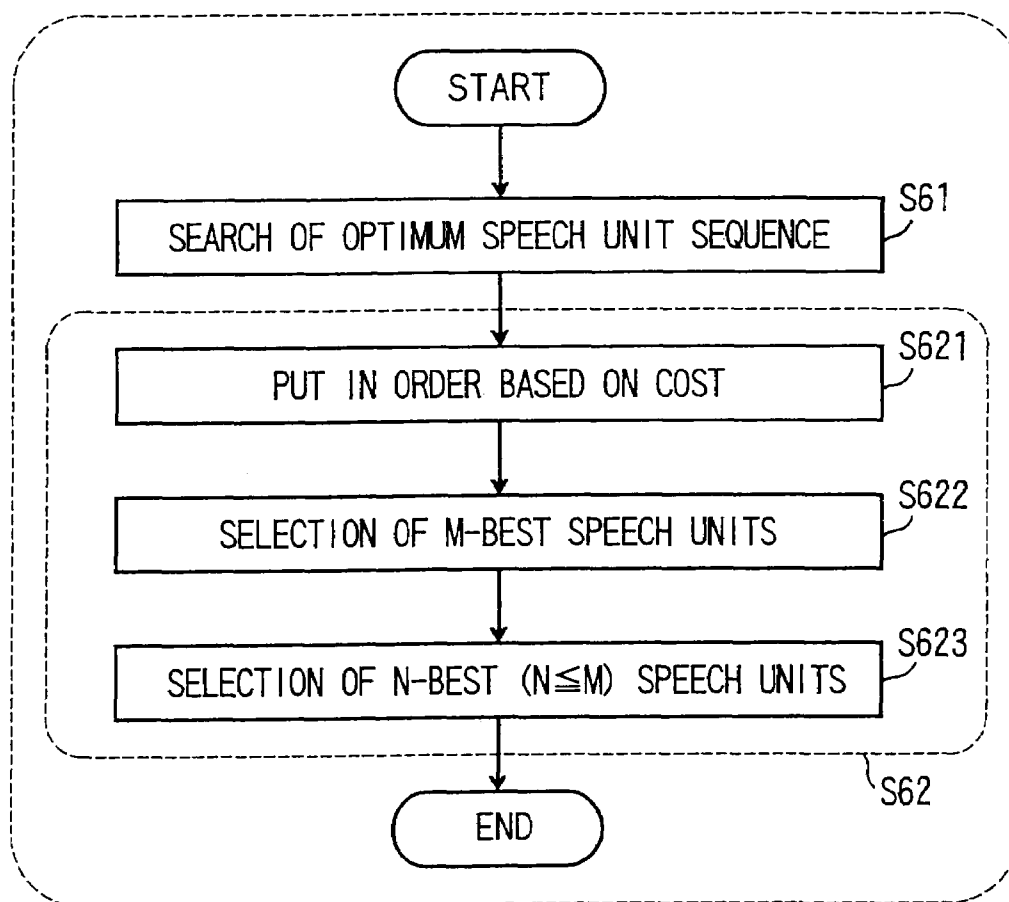 START
S61
SEARCH OF OPTIMUM SPEECH UNIT SEQUENCE
S621
PUT IN ORDER BASED ON COST
S622
SELECTION OF M-BEST SPEECH UNITS
S623
SELECTION OF N-BEST (N≦M) SPEECH UNITS
S62
END